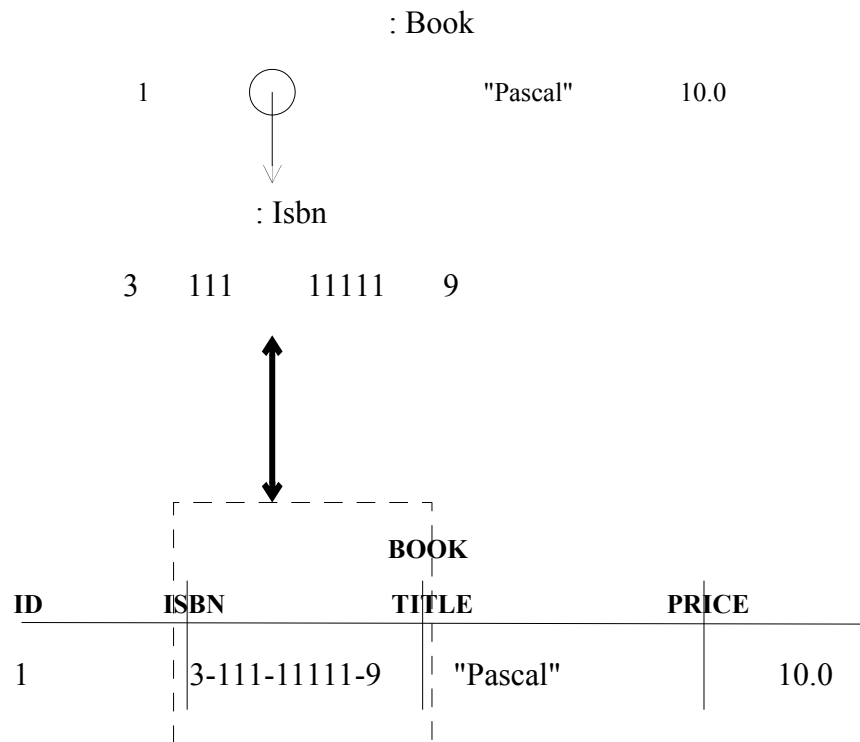 : Book
1 "Pascal" 10.0
: Isbn
3 111 11111 9
BOOK
ID ISBN TITLE PRICE
1 3-111-11111-9 "Pascal" 10.0